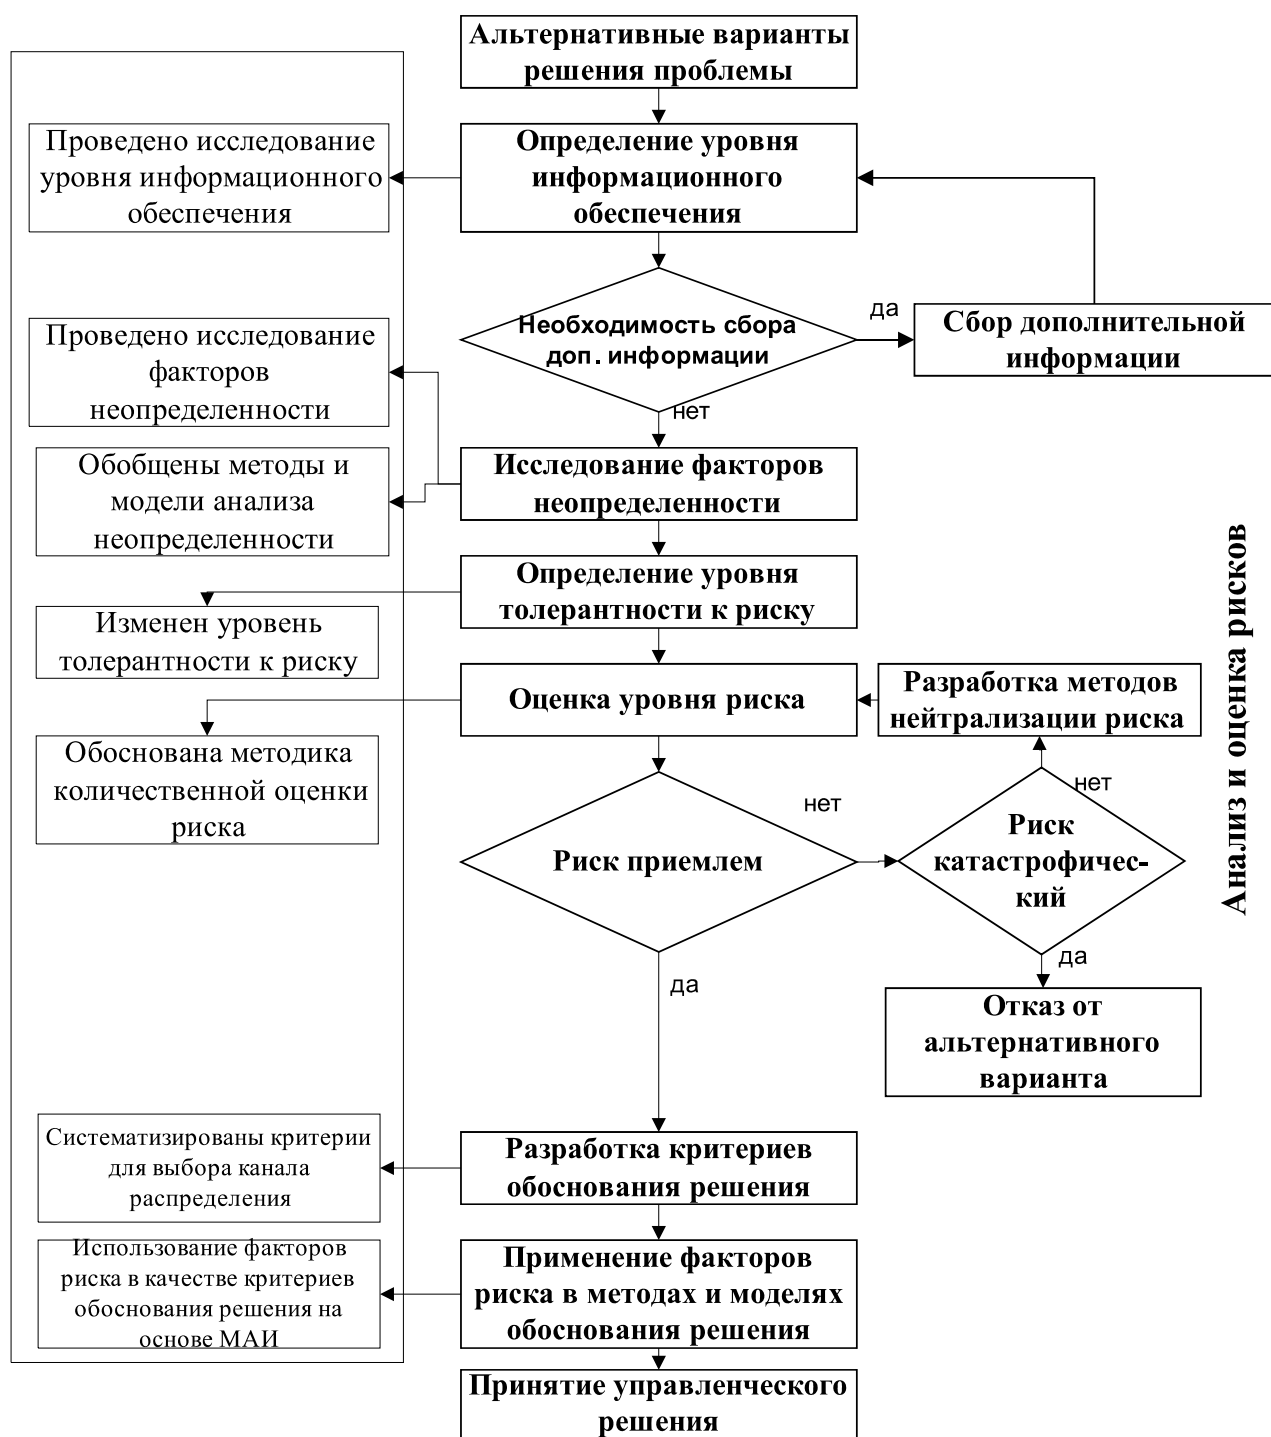 Альтернативные варианты
решения проблемы
Проведено исследование
уровня информационного
обеспечения
Определение уровня
информационного
обеспечения
Необходимость сбора
доп. информации
да
Сбор дополнительной
информации
нет
Проведено исследование
факторов
неопределенности
Обобщены методы и
модели анализа
неопределенности
Исследование факторов
неопределенности
Определение уровня
толерантности к риску
Изменен уровень
толерантности к риску
Оценка уровня риска
Разработка методов
нейтрализации риска
Обоснована методика
количественной оценки
риска
Риск приемлем
нет
нет
Риск
катастрофичес-
кий
да
да
Отказ от
альтернативного
варианта
Анализ и оценка рисков
Систематизированы критерии
для выбора канала
распределения
Разработка критериев
обоснования решения
Использование факторов
риска в качестве критериев
обоснования решения на
основе МАИ
Применение факторов
риска в методах и моделях
обоснования решения
Принятие управленческого
решения